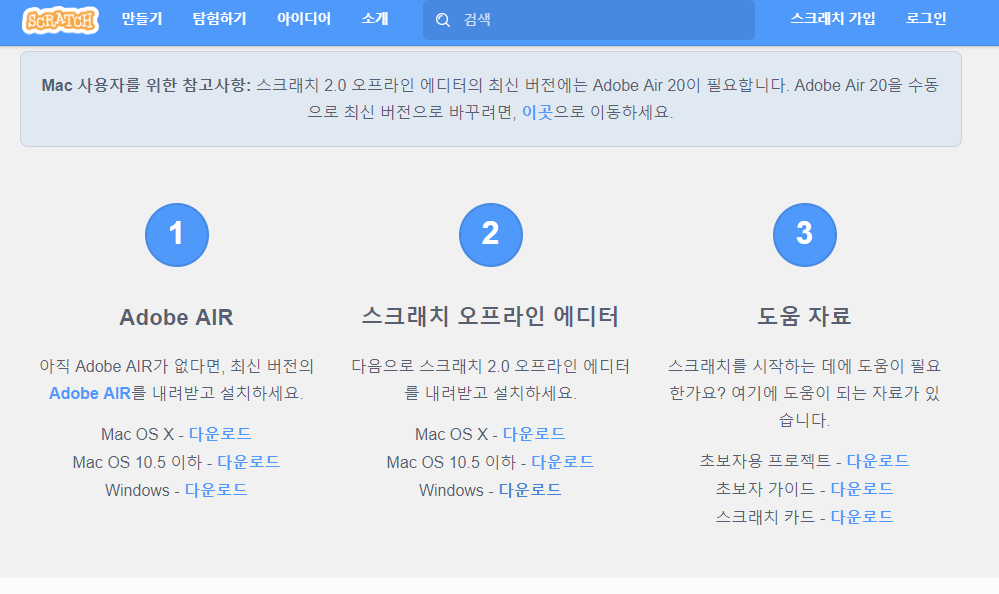 SCRATCH 만들기 탐험하기 아이디어 소개 검색 스크래치 가입 로그인
Mac 사용자를 위한 참고사항: 스크래치 2.0 오프라인 에디터의 최신 버전에는 Adobe Air 20이 필요합니다. Adobe Air 20을 수동
으로 최신 버전으로 바꾸려면, 이곳으로 이동하세요.
1
Adobe AIR
아직 Adobe AIR가 없다면, 최신 버전의
Adobe AIR를 내려받고 설치하세요.
Mac OS X - 다운로드
Mac OS 10.5 이하 - 다운로드
Windows - 다운로드
2
스크래치 오프라인 에디터
다음으로 스크래치 2.0 오프라인 에디터
를 내려받고 설치하세요.
Mac OS X - 다운로드
Mac OS 10.5 이하 - 다운로드
Windows - 다운로드
3
도움 자료
스크래치를 시작하는 데에 도움이 필요
한가요? 여기에 도움이 되는 자료가 있
습니다.
초보자용 프로젝트 - 다운로드
초보자 가이드 - 다운로드
스크래치 카드 - 다운로드